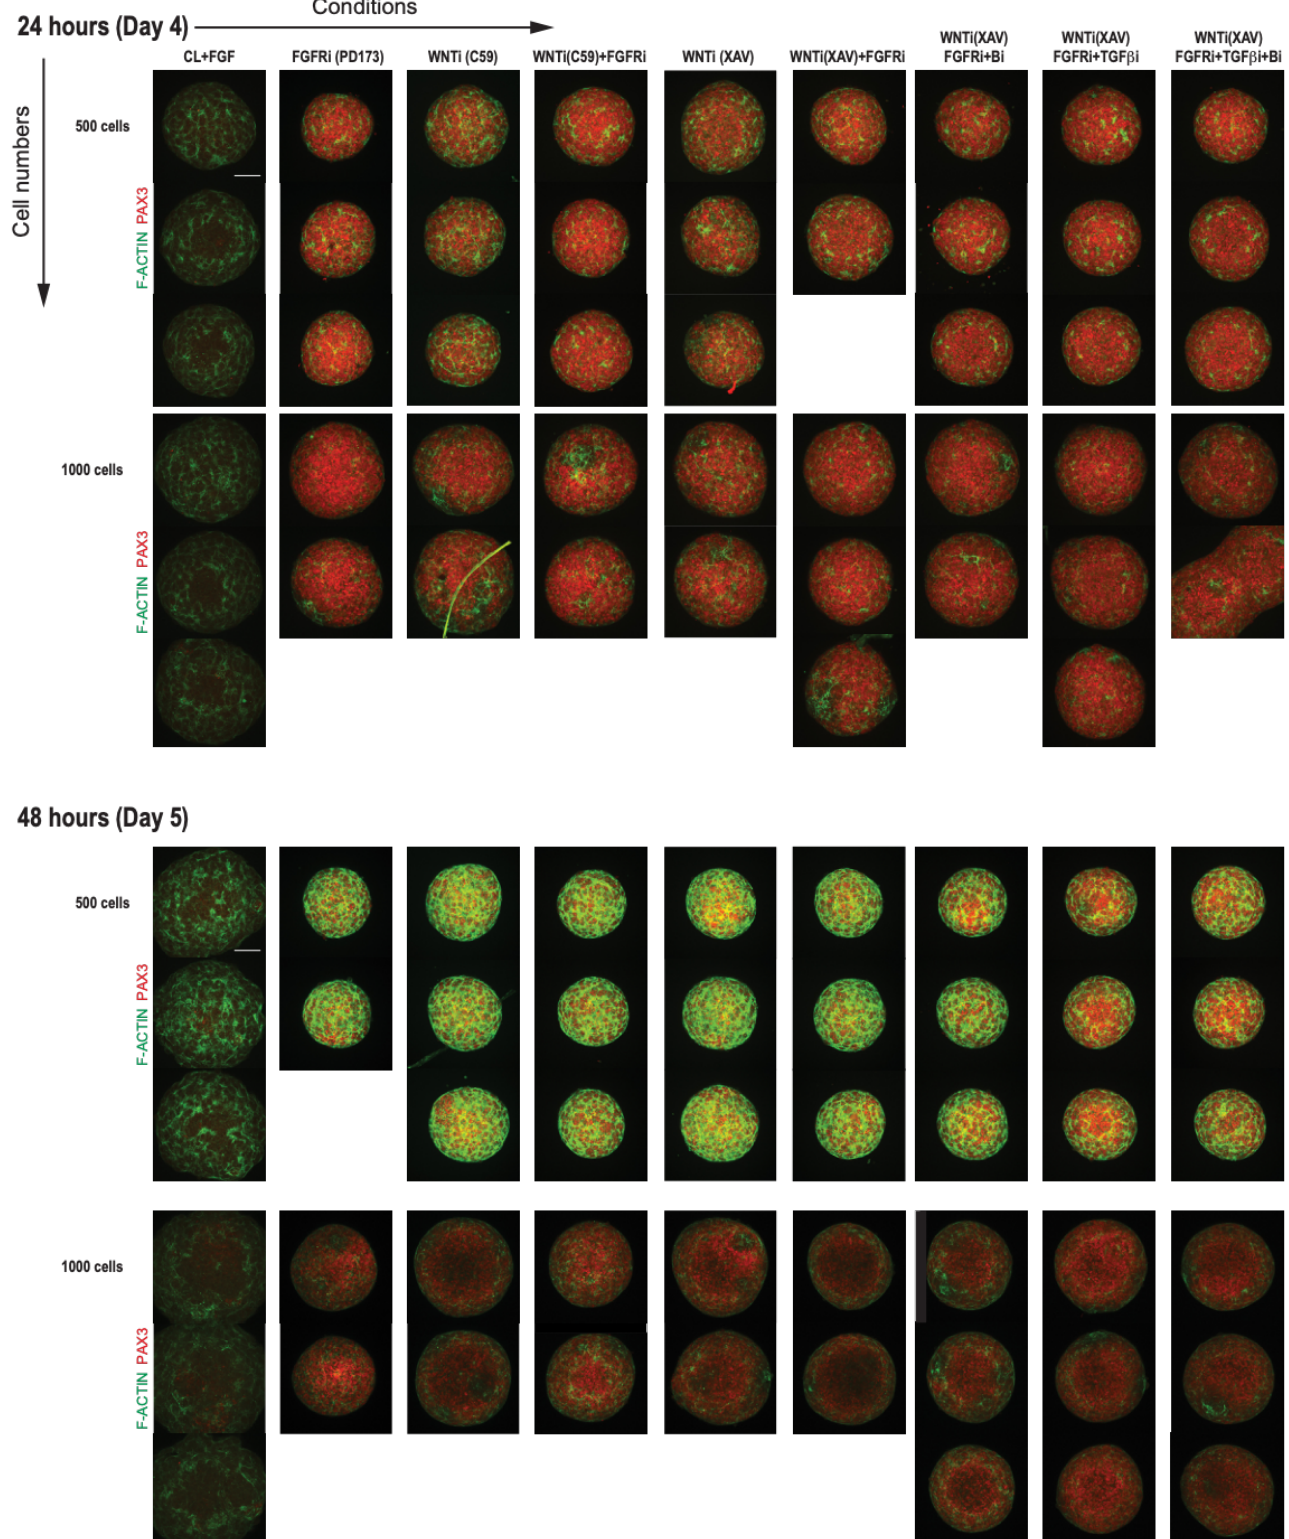 Conditions
24 hours (Day 4)
CL+FGF
FGFRi (PD173)
WNTi (C59)
WNTi(C59)+FGFRi
WNTi (XAV)
WNTi(XAV)+FGFRi
WNTi(XAV)
FGFRi+Bi
WNTi(XAV)
FGFRi+TGFβi
WNTi(XAV)
FGFRi+TGFβi+Bi
Cell numbers
500 cells
F-ACTIN PAX3
1000 cells
F-ACTIN PAX3
48 hours (Day 5)
500 cells
F-ACTIN PAX3
1000 cells
F-ACTIN PAX3